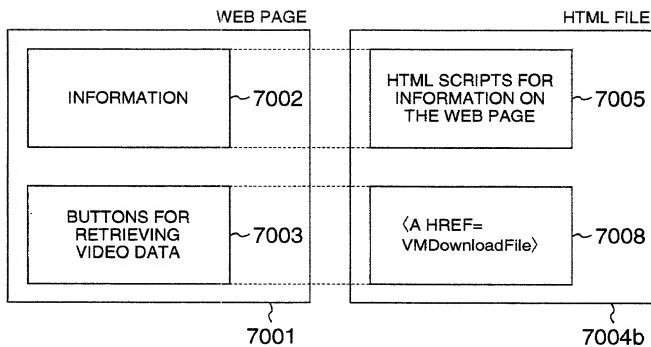 WEB PAGE
HTML FILE
INFORMATION
7002
HTML SCRIPTS FOR
INFORMATION ON
THE WEB PAGE
7005
BUTTONS FOR
RETRIEVING
VIDEO DATA
7003
〈A HREF=
VMDownloadFile〉
7008
7001
7004b